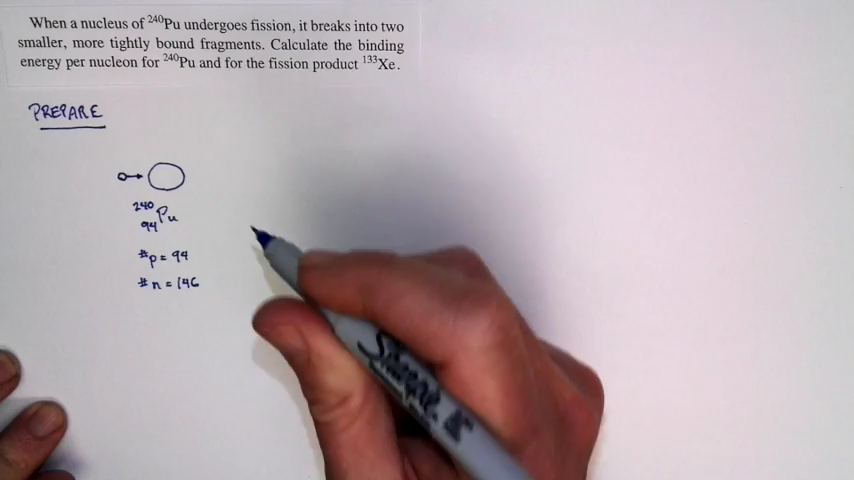 When a nucleus of ²⁴⁰Pu undergoes fission, it breaks into two
smaller, more tightly bound fragments. Calculate the binding
energy per nucleon for ²⁴⁰Pu and for the fission product ¹³³Xe.
PREPARE
²⁴⁰₉₄Pu
#p = 94
#n = 146
Sharpie